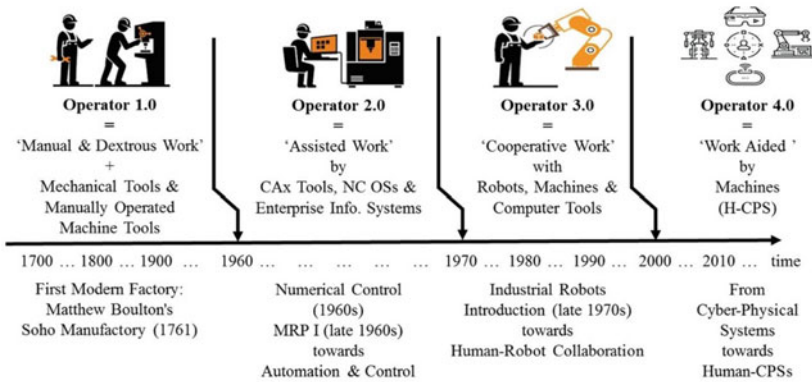 Operator 1.0
=
‘Manual & Dextrous Work’
+
Mechanical Tools &
Manually Operated
Machine Tools
Operator 2.0
=
‘Assisted Work’
by
CAx Tools, NC OSs &
Enterprise Info. Systems
Operator 3.0
=
‘Cooperative Work’
with
Robots, Machines &
Computer Tools
Operator 4.0
=
‘Work Aided ’
by
Machines
(H-CPS)
1700 … 1800 … 1900 … 1960 … … … … … 1970 … 1980 … 1990 … 2000 … 2010 … time
First Modern Factory:
Matthew Boulton's
Soho Manufactory (1761)
Numerical Control
(1960s)
MRP I (late 1960s)
towards
Automation & Control
Industrial Robots
Introduction (late 1970s)
towards
Human-Robot Collaboration
From
Cyber-Physical
Systems
towards
Human-CPSs